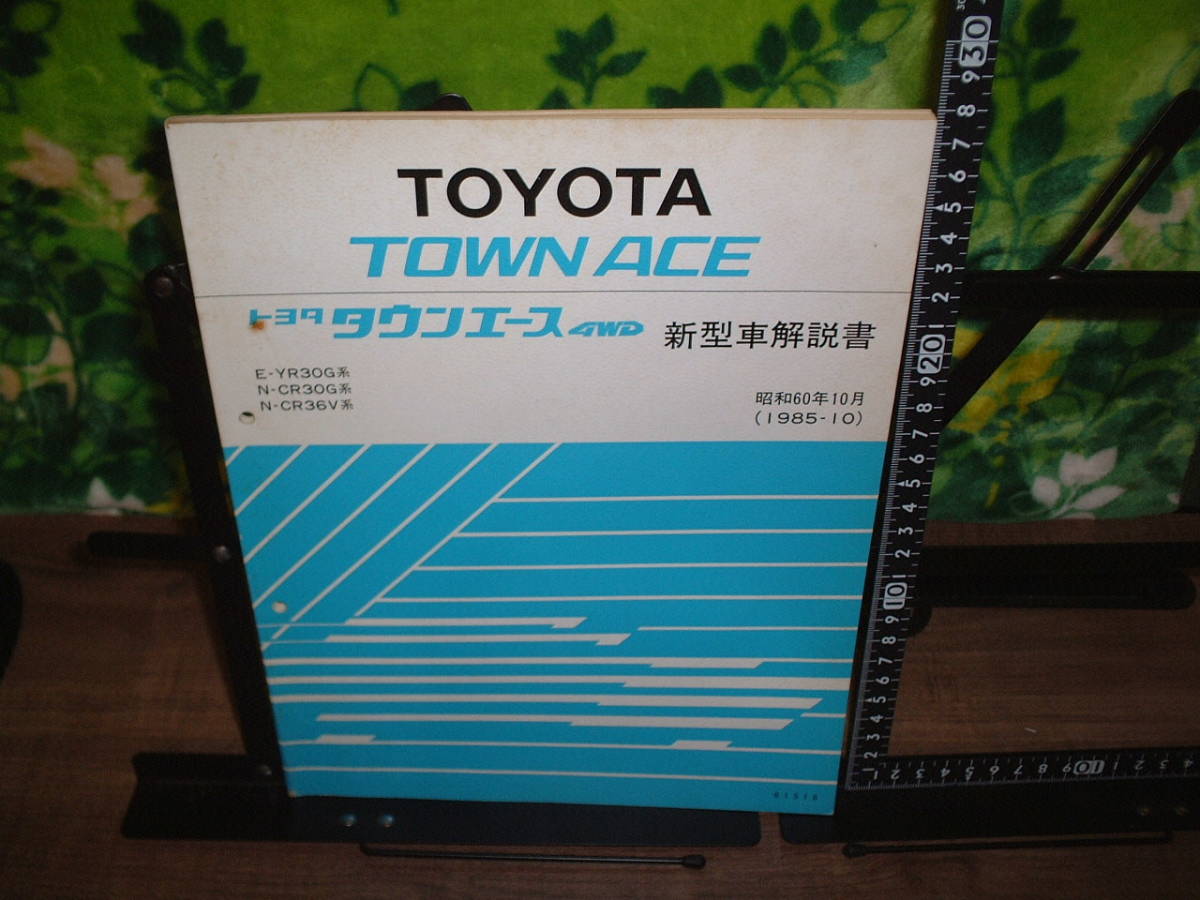 TOYOTA
TOWN ACE
トヨタ タウンエース 4WD 新型車解説書
E-YR30G系
N-CR30G系
N-CR36V系
昭和60年10月
(1985-10)
61516